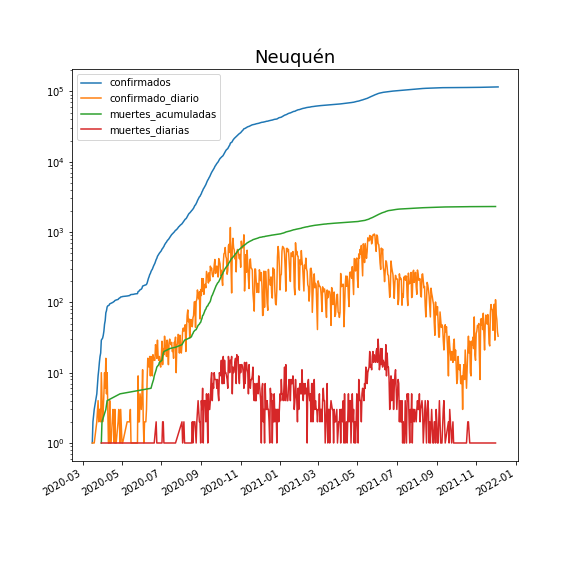 Neuquén
confirmados
confirmado_diario
muertes_acumuladas
muertes_diarias
10⁵
10⁴
10³
10²
10¹
10⁰
2020-03 2020-05 2020-07 2020-09 2020-11 2021-01 2021-03 2021-05 2021-07 2021-09 2021-11 2022-01